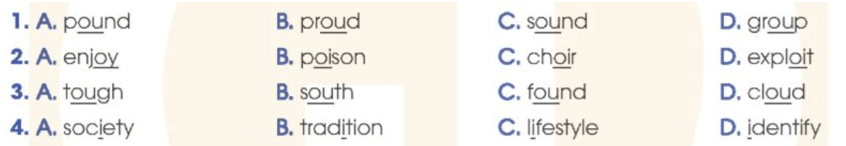 1. A. pound B. proud C. sound D. group
2. A. enjoy B. poison C. choir D. exploit
3. A. tough B. south C. found D. cloud
4. A. society B. tradition C. lifestyle D. identify